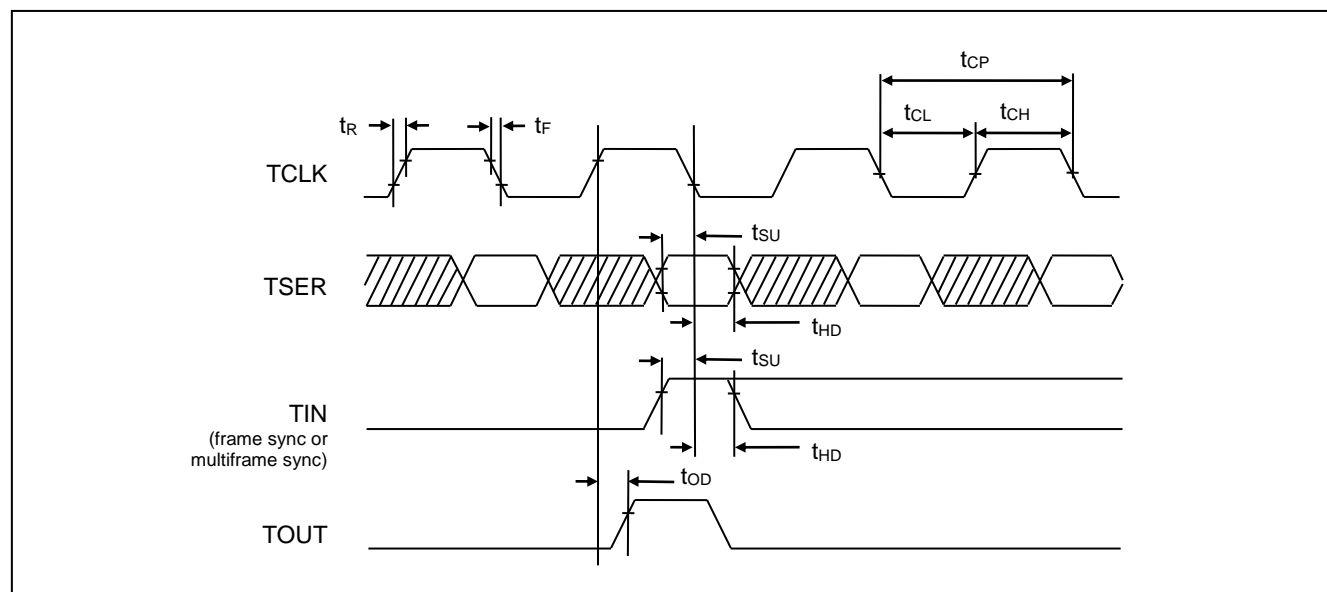 tCP
tCL
tCH
tR
tF
TCLK
tSU
TSER
tHD
tSU
TIN
(frame sync or
multiframe sync)
tHD
tOD
TOUT